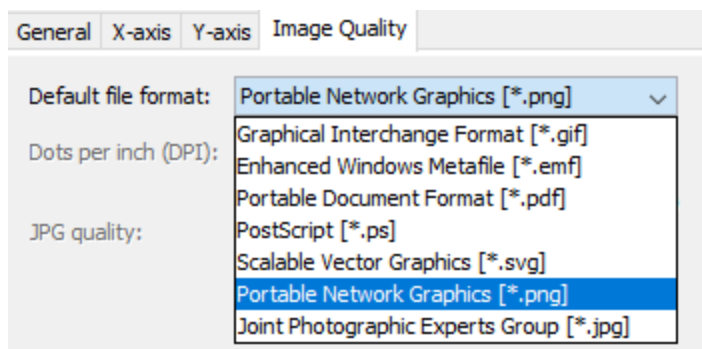 General X-axis Y-axis Image Quality
Default file format: Portable Network Graphics [*.png]
Graphical Interchange Format [*.gif]
Dots per inch (DPI):
Enhanced Windows Metafile [*.emf]
Portable Document Format [*.pdf]
JPG quality:
PostScript [*.ps]
Scalable Vector Graphics [*.svg]
Portable Network Graphics [*.png]
Joint Photographic Experts Group [*.jpg]